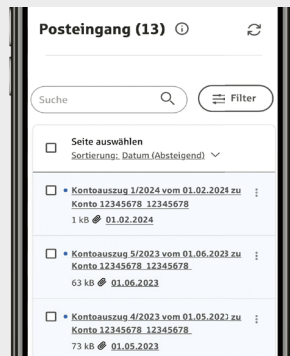 Posteingang (13)
Suche
Filter
Seite auswählen
Sortierung: Datum (Absteigend)
Kontoauszug 1/2024 vom 01.02.2024 zu
Konto 12345678 12345678
1 kB 01.02.2024
Kontoauszug 5/2023 vom 01.06.2023 zu
Konto 12345678 12345678
63 kB 01.06.2023
Kontoauszug 4/2023 vom 01.05.2023 zu
Konto 12345678 12345678
73 kB 01.05.2023